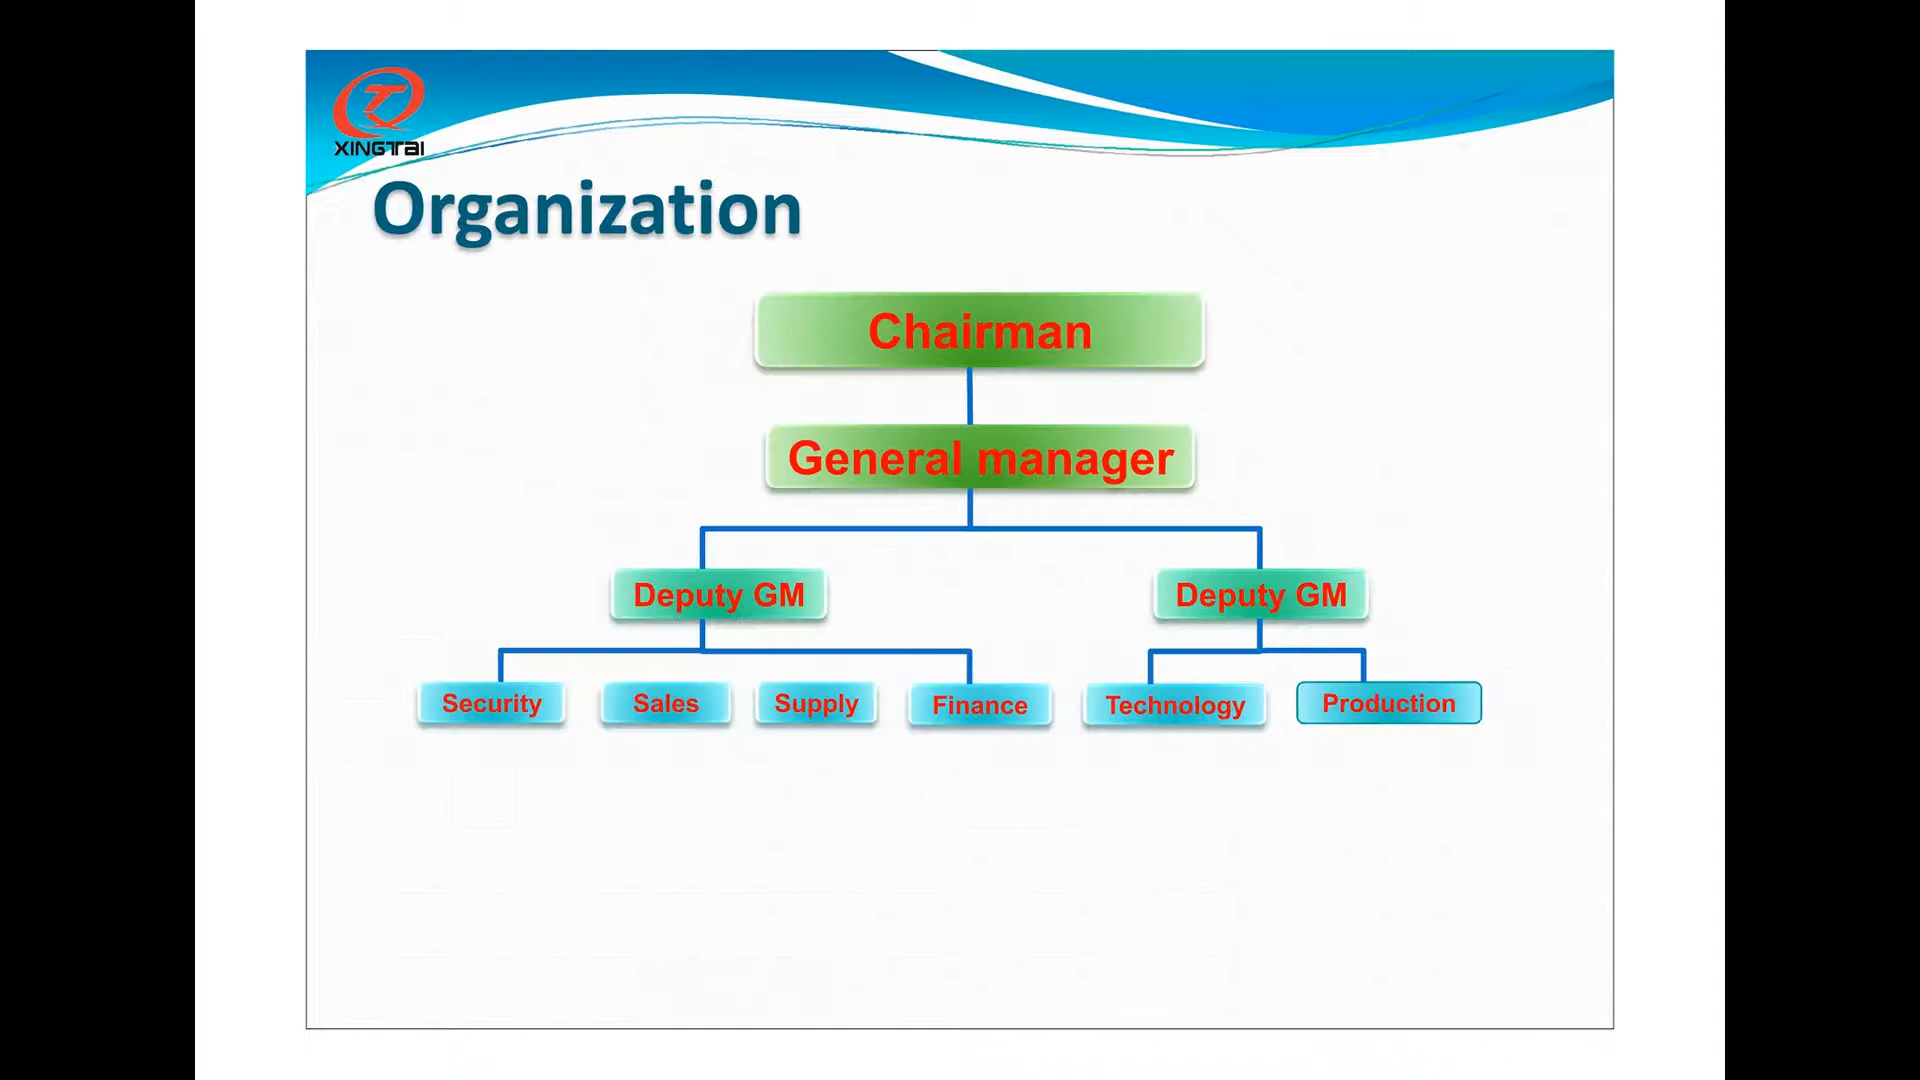 XINGTAI
Organization
Chairman
General manager
Deputy GM
Deputy GM
Security
Sales
Supply
Finance
Technology
Production